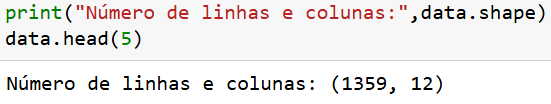 print("Número de linhas e colunas:",data.shape)
data.head(5)
Número de linhas e colunas: (1359, 12)